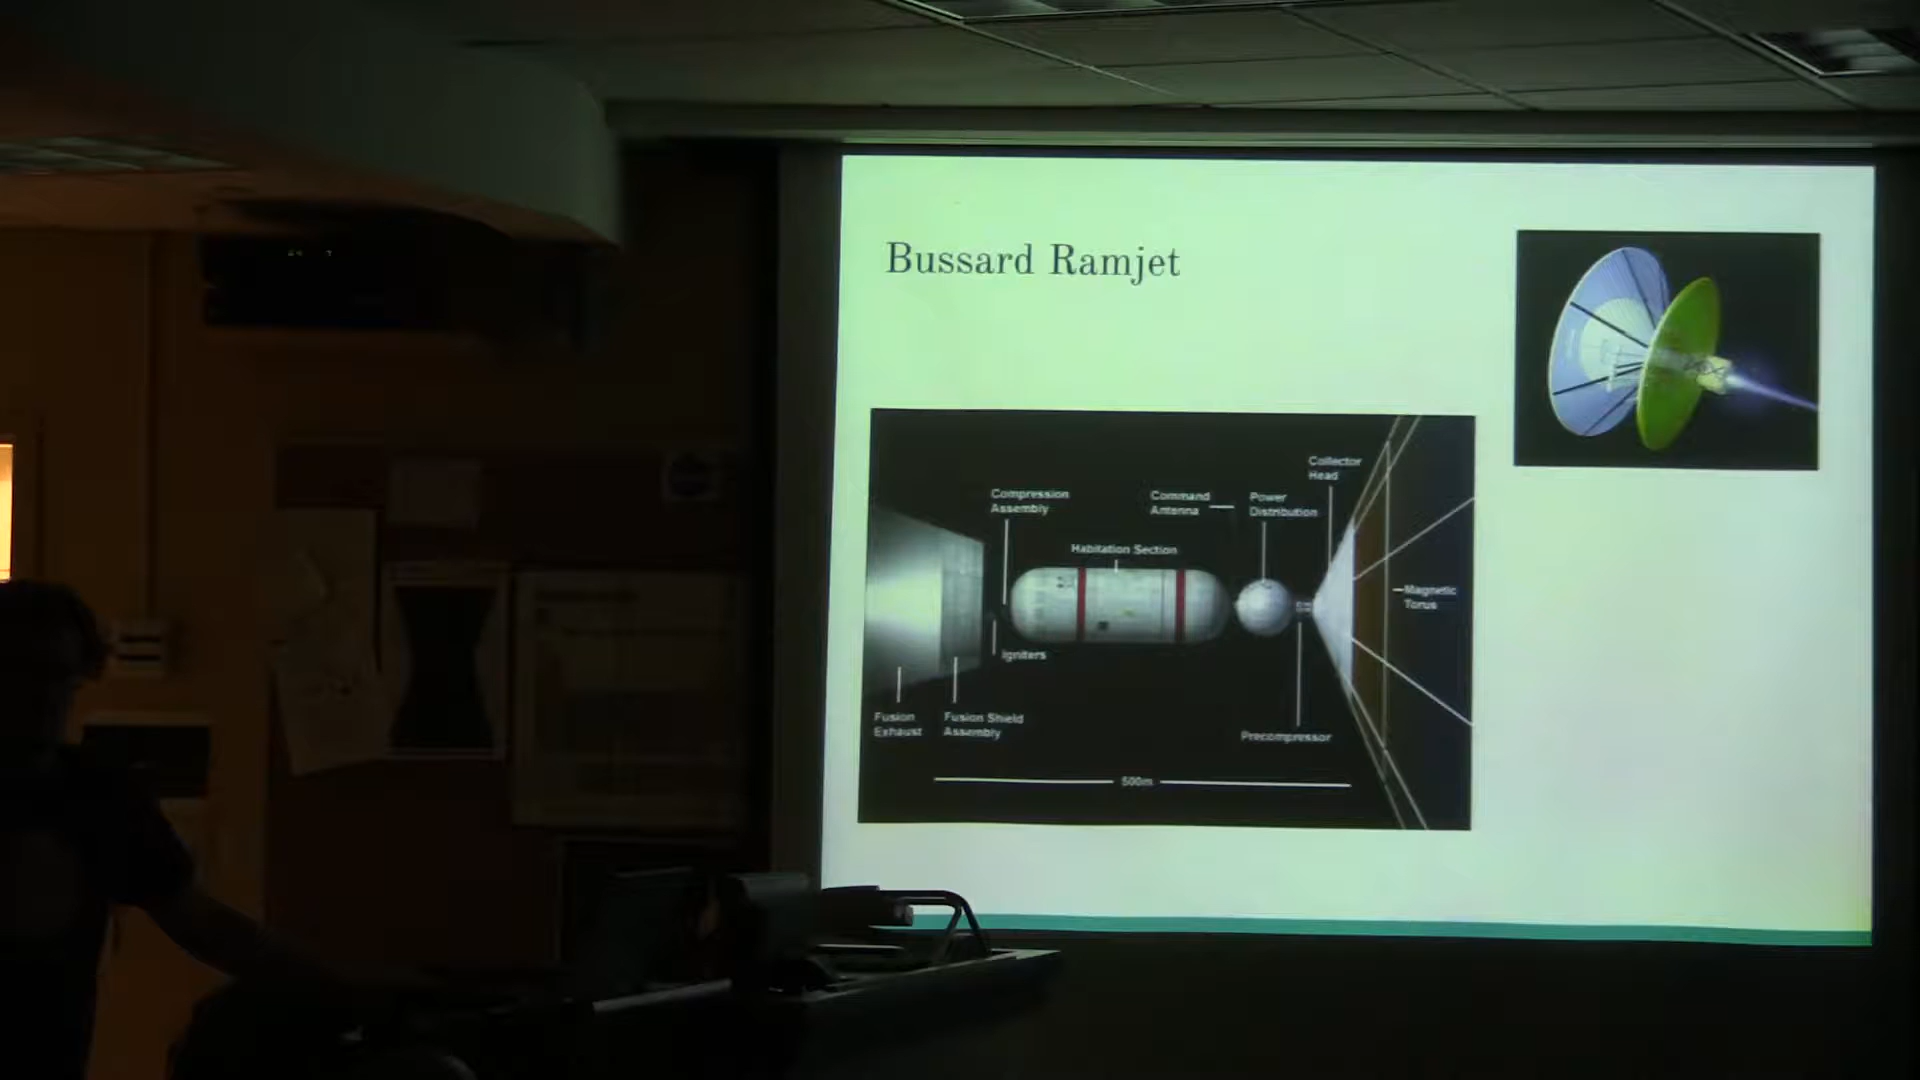 Bussard Ramjet
Collector
Head
Compression
Assembly
Command
Antenna
Power
Distribution
Habitation Section
Magnetic
Torus
Igniters
Fusion
Exhaust
Fusion Shield
Assembly
Precompressor
500m